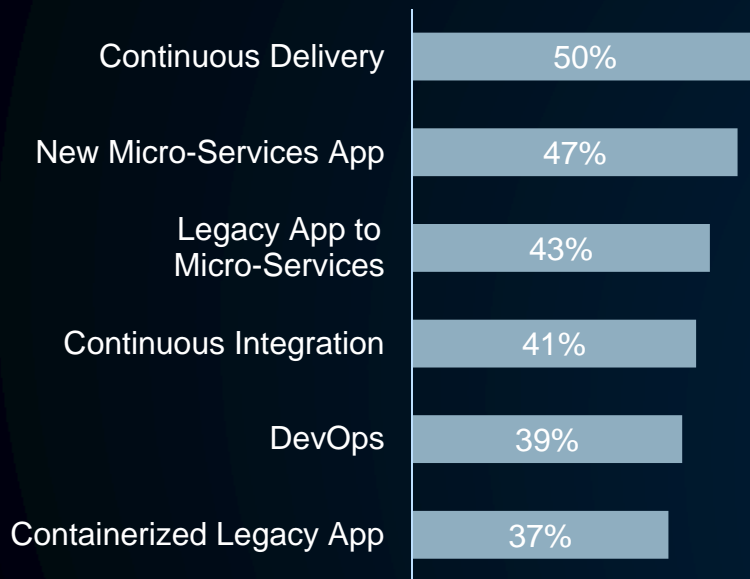 Continuous Delivery 50%
New Micro-Services App 47%
Legacy App to
Micro-Services 43%
Continuous Integration 41%
DevOps 39%
Containerized Legacy App 37%